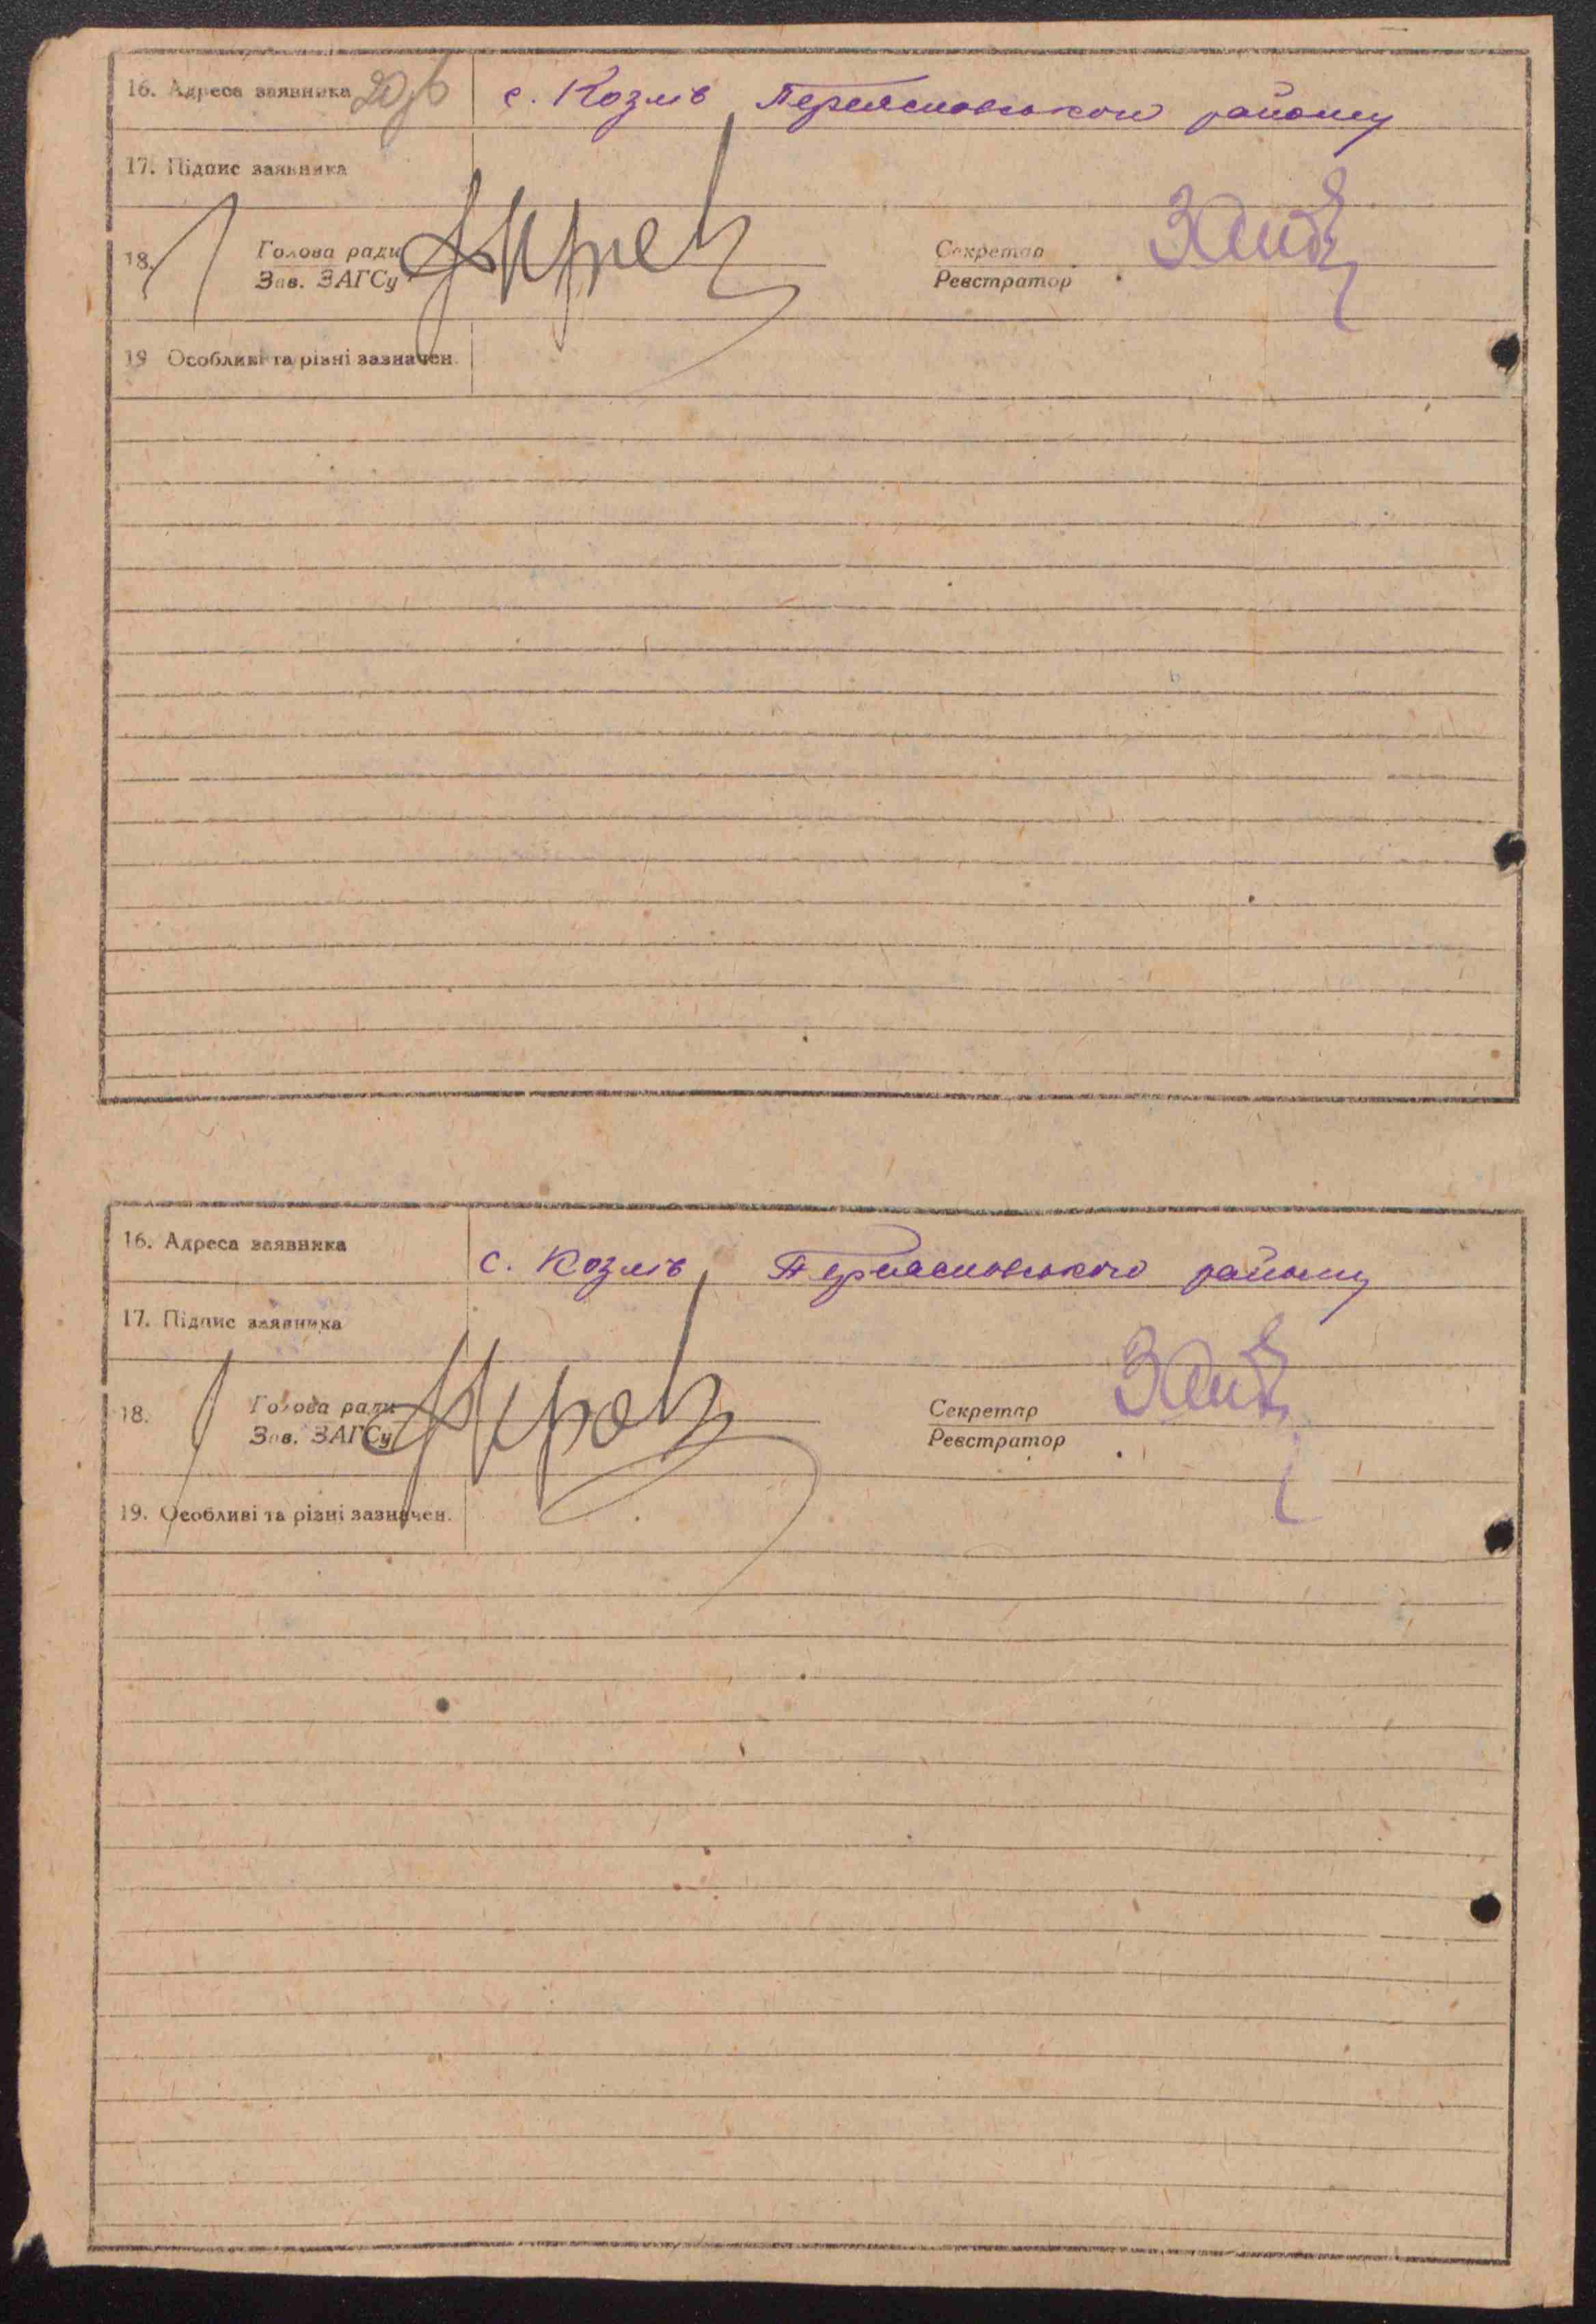 16. Адреса заявника 20зв с. Козлів Переяславського району
17. Підпис заявника
18. Голова ради Секретар
Зав. ЗАГСу Реєстратор
19 Особливі та різні зазначен.
16. Адреса заявника с. Козлів Переяславського району
17. Підпис заявника
18. Голова ради Секретар
Зав. ЗАГСу Реєстратор
19. Особливі та різні зазначен.